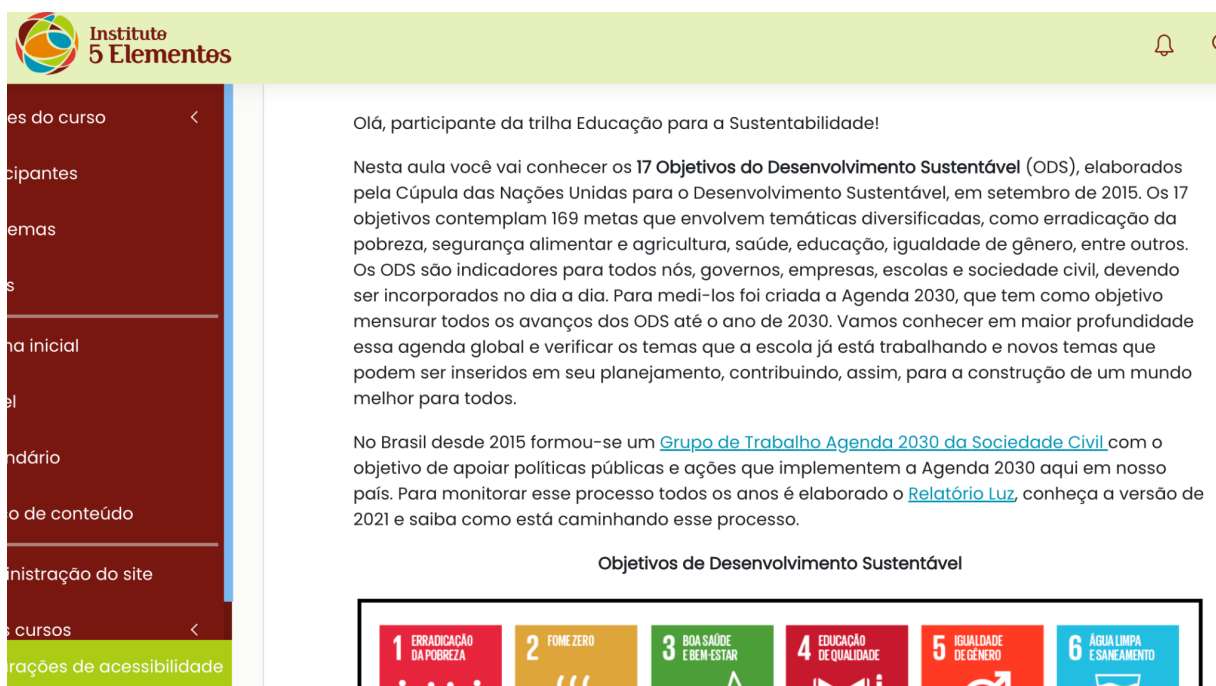 Instituto
5 Elementos
es do curso
cipantes
emas
s
na inicial
el
ndário
o de conteúdo
inistração do site
s cursos
rações de acessibilidade
Olá, participante da trilha Educação para a Sustentabilidade!
Nesta aula você vai conhecer os 17 Objetivos do Desenvolvimento Sustentável (ODS), elaborados
pela Cúpula das Nações Unidas para o Desenvolvimento Sustentável, em setembro de 2015. Os 17
objetivos contemplam 169 metas que envolvem temáticas diversificadas, como erradicação da
pobreza, segurança alimentar e agricultura, saúde, educação, igualdade de gênero, entre outros.
Os ODS são indicadores para todos nós, governos, empresas, escolas e sociedade civil, devendo
ser incorporados no dia a dia. Para medi-los foi criada a Agenda 2030, que tem como objetivo
mensurar todos os avanços dos ODS até o ano de 2030. Vamos conhecer em maior profundidade
essa agenda global e verificar os temas que a escola já está trabalhando e novos temas que
podem ser inseridos em seu planejamento, contribuindo, assim, para a construção de um mundo
melhor para todos.
No Brasil desde 2015 formou-se um Grupo de Trabalho Agenda 2030 da Sociedade Civil com o
objetivo de apoiar políticas públicas e ações que implementem a Agenda 2030 aqui em nosso
país. Para monitorar esse processo todos os anos é elaborado o Relatório Luz, conheça a versão de
2021 e saiba como está caminhando esse processo.
Objetivos de Desenvolvimento Sustentável
1 ERRADICAÇÃO
DA POBREZA
2 FOME ZERO
3 BOA SAÚDE
E BEM-ESTAR
4 EDUCAÇÃO
DE QUALIDADE
5 IGUALDADE
DE GÊNERO
6 ÁGUA LIMPA
E SANEAMENTO